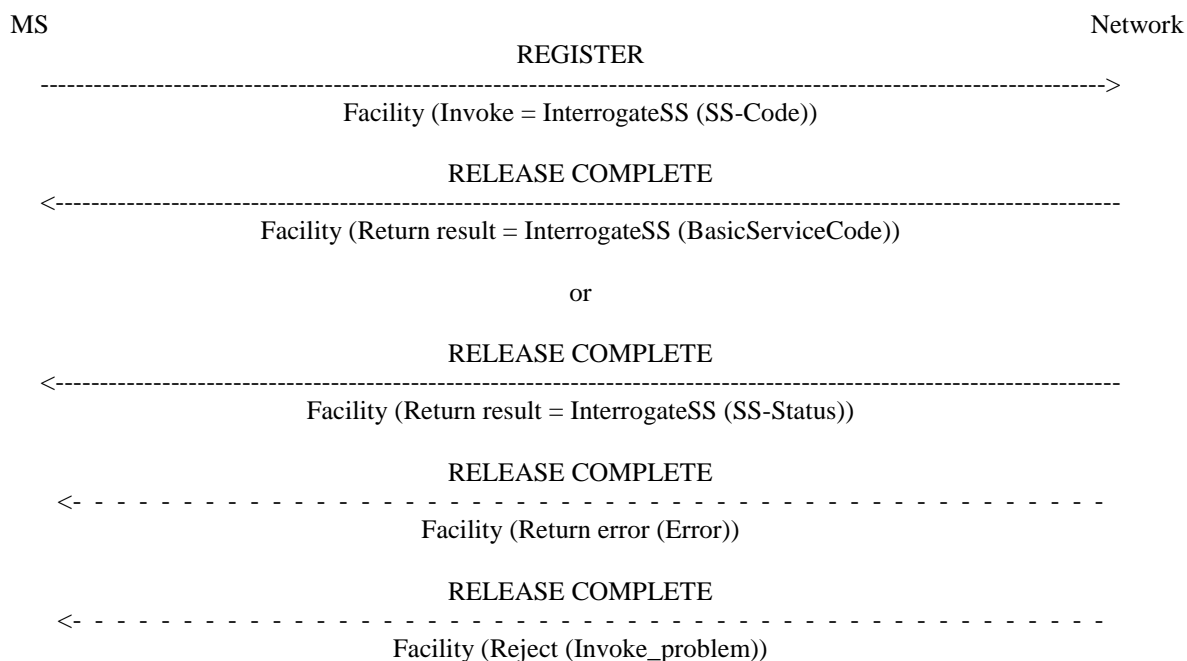 MS Network
REGISTER
Facility (Invoke = InterrogateSS (SS-Code))
RELEASE COMPLETE
Facility (Return result = InterrogateSS (BasicServiceCode))
or
RELEASE COMPLETE
Facility (Return result = InterrogateSS (SS-Status))
RELEASE COMPLETE
Facility (Return error (Error))
RELEASE COMPLETE
Facility (Reject (Invoke_problem))